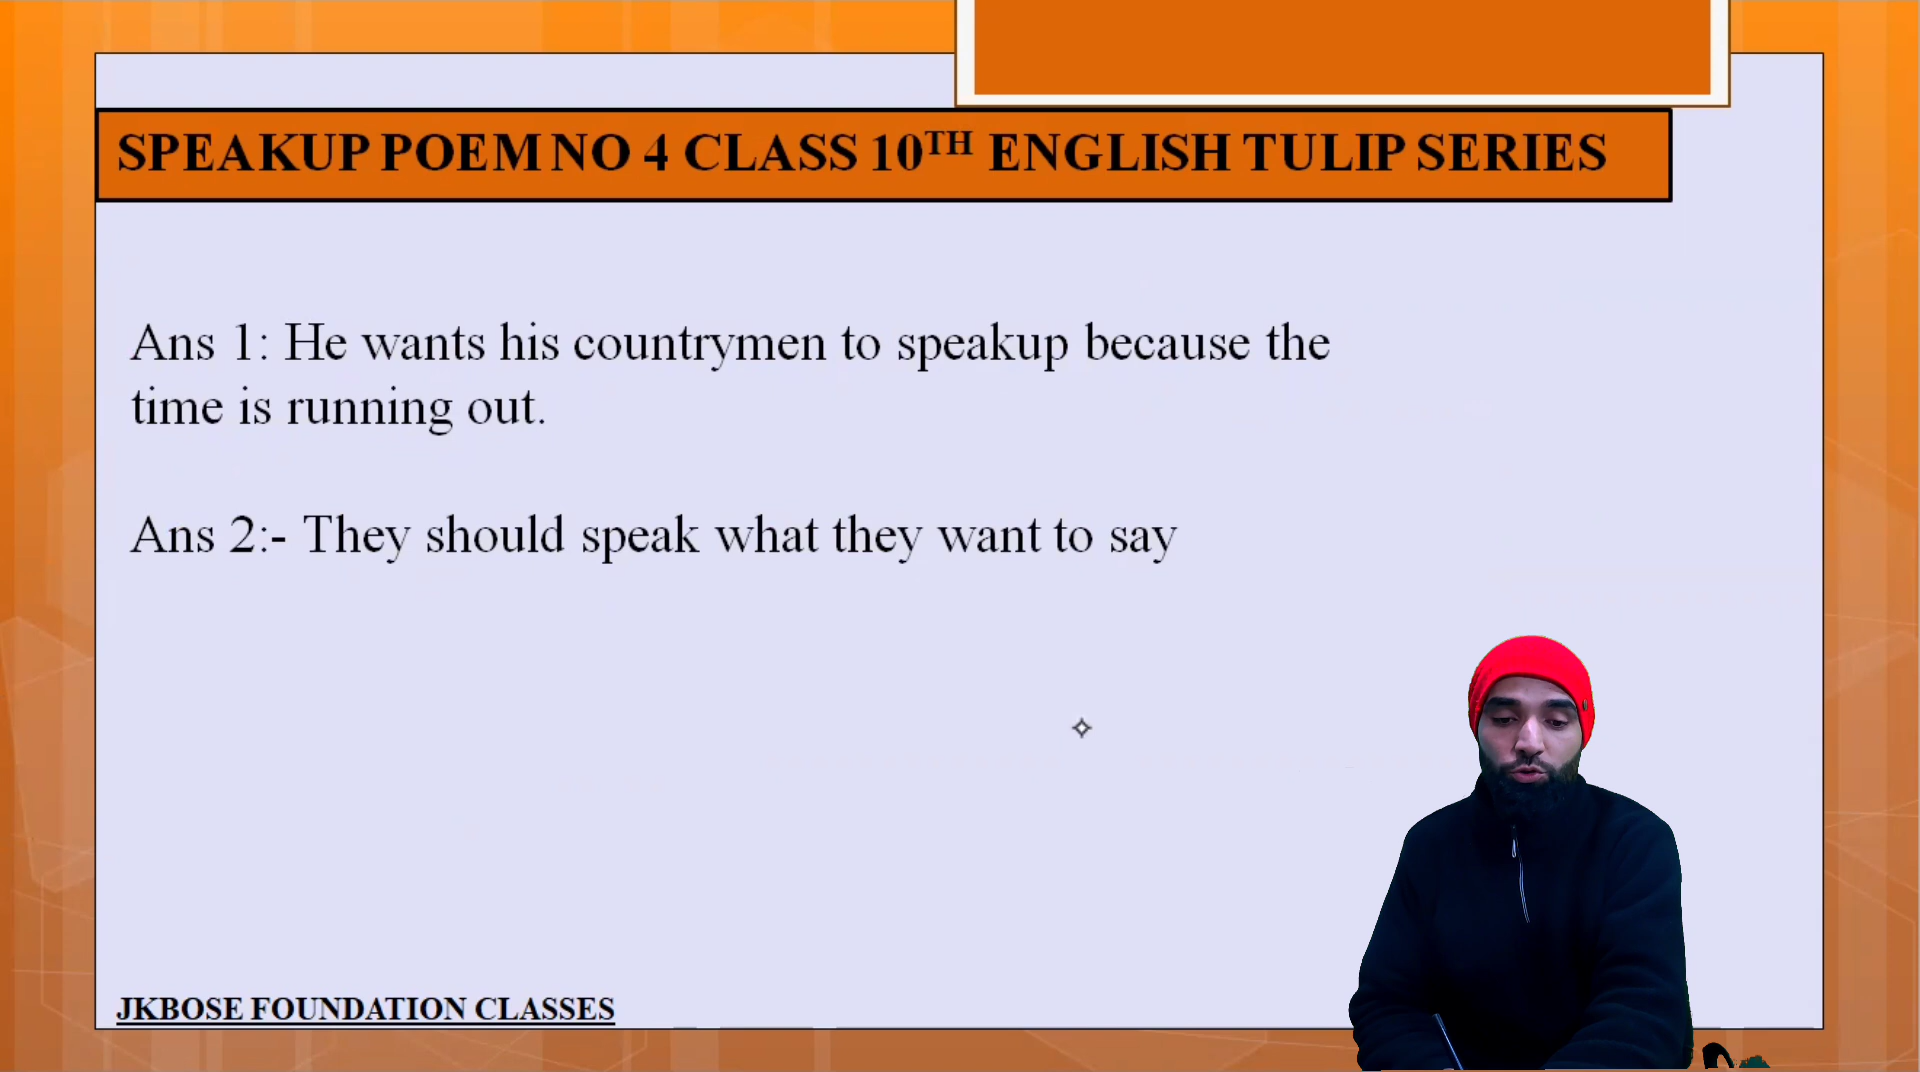 SPEAKUP POEM NO 4 CLASS 10TH ENGLISH TULIP SERIES
Ans 1: He wants his countrymen to speakup because the
time is running out.
Ans 2:- They should speak what they want to say
JKBOSE FOUNDATION CLASSES